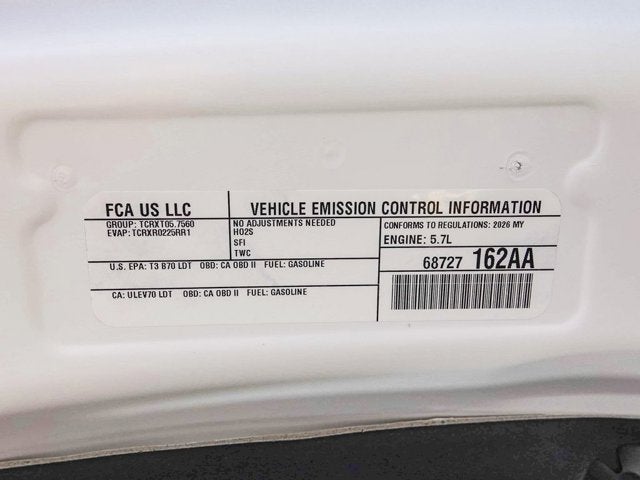 FCA US LLC
VEHICLE EMISSION CONTROL INFORMATION
GROUP: TCRXT05.7560
EVAP: TCRXR0225RR1
NO ADJUSTMENTS NEEDED
HO2S
SFI
TWC
CONFORMS TO REGULATIONS: 2026 MY
ENGINE: 5.7L
U.S. EPA: T3 B70 LDT OBD: CA OBD II FUEL: GASOLINE
68727 162AA
CA: ULEV70 LDT OBD: CA OBD II FUEL: GASOLINE